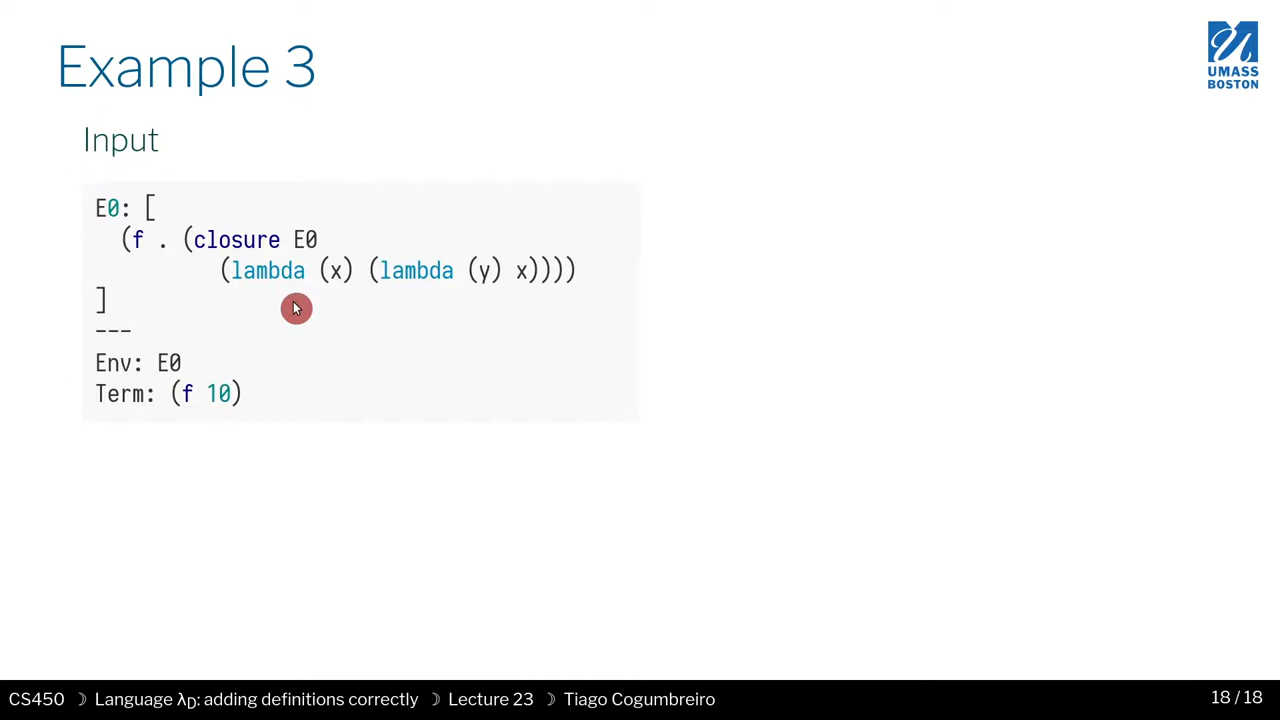 Example 3
UMASS
BOSTON
Input
E0: [
  (f . (closure E0
          (lambda (x) (lambda (y) x))))
]
---
Env: E0
Term: (f 10)
CS450 ☽ Language λD: adding definitions correctly ☽ Lecture 23 ☽ Tiago Cogumbreiro
18 / 18